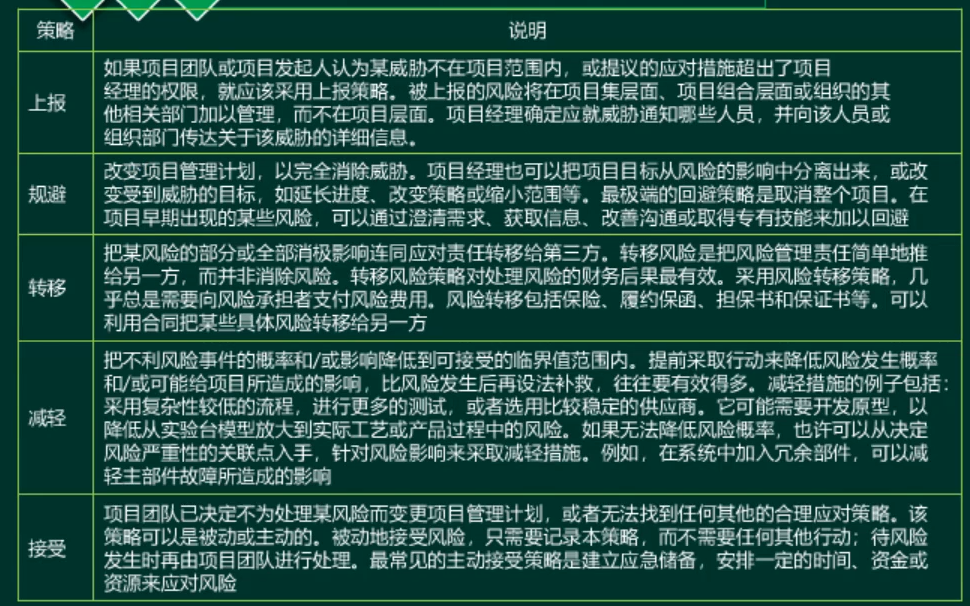 策略
说明
上报
如果项目团队或项目发起人认为某威胁不在项目范围内，或提议的应对措施超出了项目
经理的权限，就应该采用上报策略。被上报的风险将在项目集层面、项目组合层面或组织的其
他相关部门加以管理，而不在项目层面。项目经理确定应就威胁通知哪些人员，并向该人员或
组织部门传达关于该威胁的详细信息。
规避
改变项目管理计划，以完全消除威胁。项目经理也可以把项目目标从风险的影响中分离出来，或改
变受到威胁的目标，如延长进度、改变策略或缩小范围等。最极端的回避策略是取消整个项目。在
项目早期出现的某些风险，可以通过澄清需求、获取信息、改善沟通或取得专有技能来加以回避
转移
把某风险的部分或全部消极影响连同应对责任转移给第三方。转移风险是把风险管理责任简单地推
给另一方，而并非消除风险。转移风险策略对处理风险的财务后果最有效。采用风险转移策略，几
乎总是需要向风险承担者支付风险费用。风险转移包括保险、履约保函、担保书和保证书等。可以
利用合同把某些具体风险转移给另一方
减轻
把不利风险事件的概率和/或影响降低到可接受的临界值范围内。提前采取行动来降低风险发生概率
和/或可能给项目所造成的影响，比风险发生后再设法补救，往往要有效得多。减轻措施的例子包括：
采用复杂性较低的流程，进行更多的测试，或者选用比较稳定的供应商。它可能需要开发原型，以
降低从实验台模型放大到实际工艺或产品过程中的风险。如果无法降低风险概率，也许可以从决定
风险严重性的关联点入手，针对风险影响来采取减轻措施。例如，在系统中加入冗余部件，可以减
轻主部件故障所造成的影响
接受
项目团队已决定不为处理某风险而变更项目管理计划，或者无法找到任何其他的合理应对策略。该
策略可以是被动或主动的。被动地接受风险，只需要记录本策略，而不需要任何其他行动；待风险
发生时再由项目团队进行处理。最常见的主动接受策略是建立应急储备，安排一定的时间、资金或
资源来应对风险